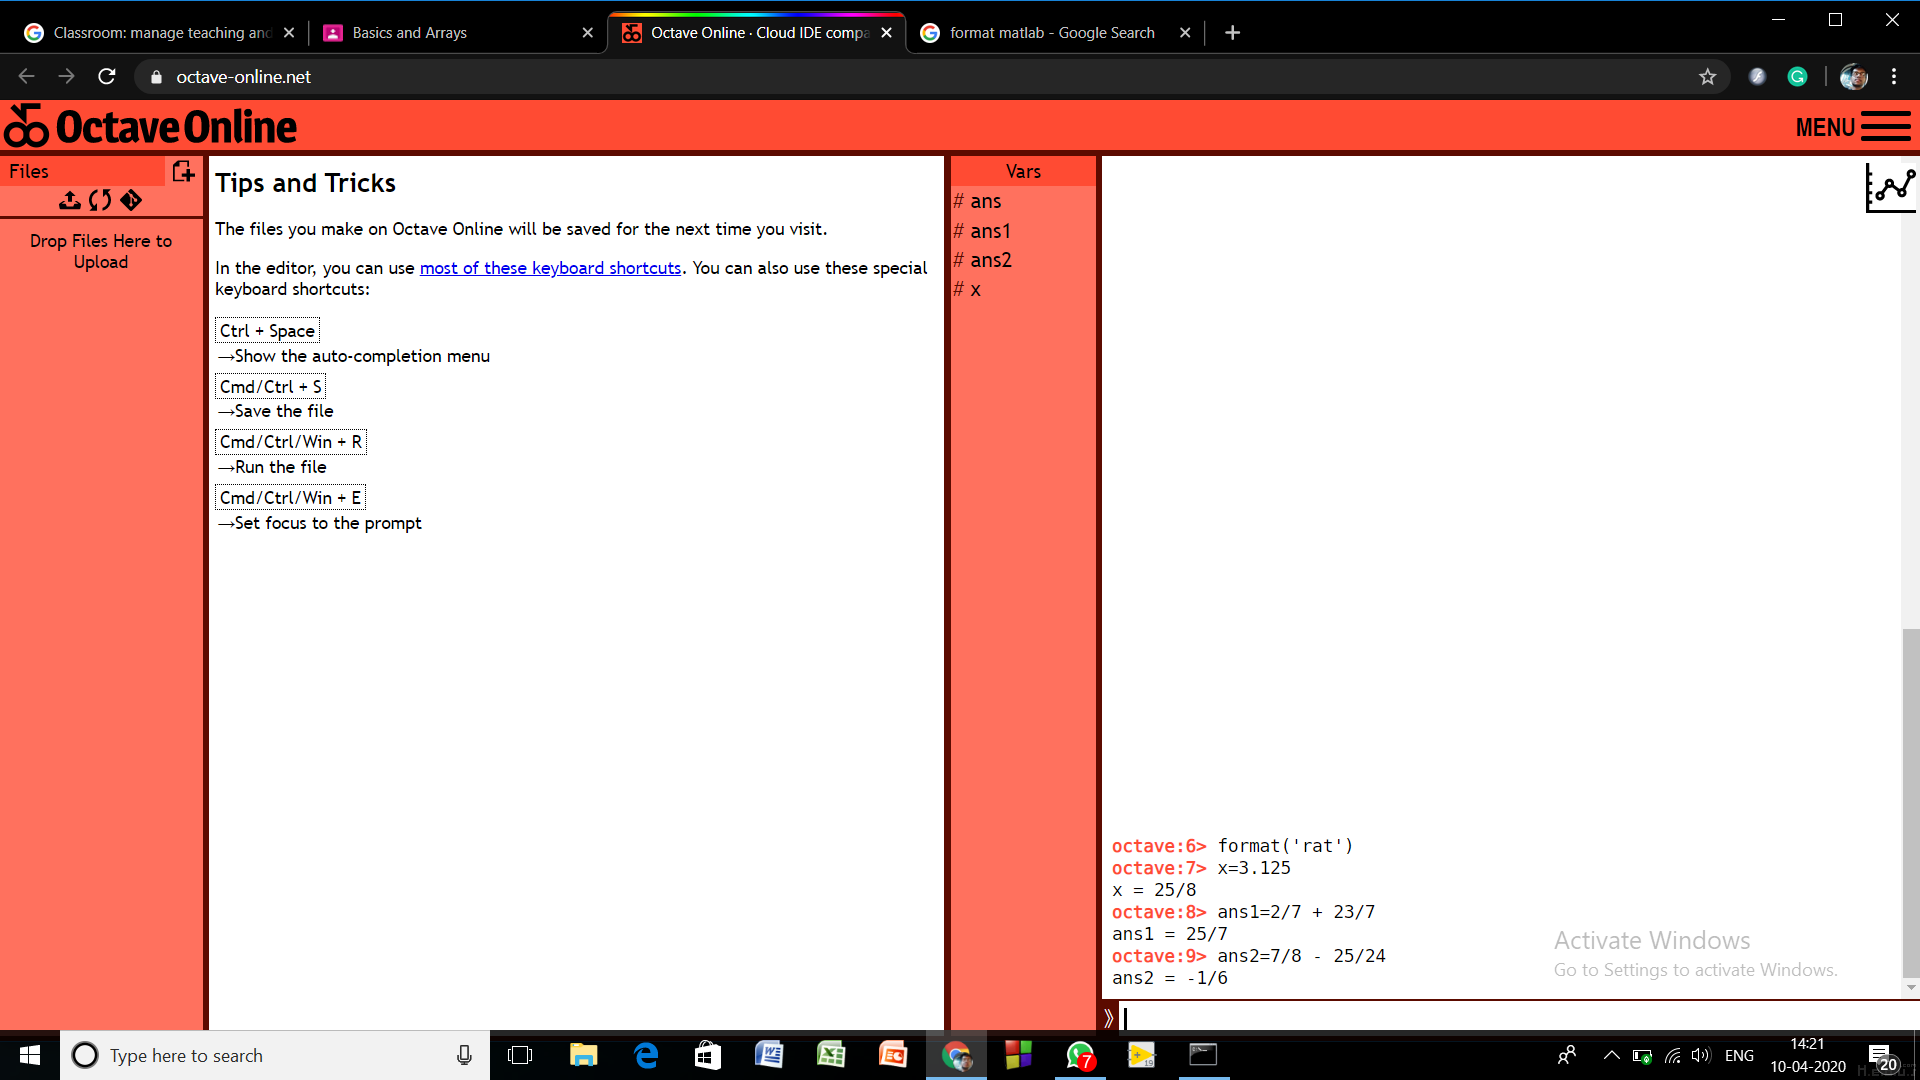 Classroom: manage teaching and
Basics and Arrays
Octave Online · Cloud IDE compa
format matlab - Google Search
octave-online.net
Octave Online
MENU
Files
Drop Files Here to
Upload
Tips and Tricks
The files you make on Octave Online will be saved for the next time you visit.
In the editor, you can use most of these keyboard shortcuts. You can also use these special
keyboard shortcuts:
Ctrl + Space
→Show the auto-completion menu
Cmd/Ctrl + S
→Save the file
Cmd/Ctrl/Win + R
→Run the file
Cmd/Ctrl/Win + E
→Set focus to the prompt
Vars
# ans
# ans1
# ans2
# x
octave:6> format('rat')
octave:7> x=3.125
x = 25/8
octave:8> ans1=2/7 + 23/7
ans1 = 25/7
octave:9> ans2=7/8 - 25/24
ans2 = -1/6
Activate Windows
Go to Settings to activate Windows.
Type here to search
7
19
ENG
14:21
10-04-2020
20